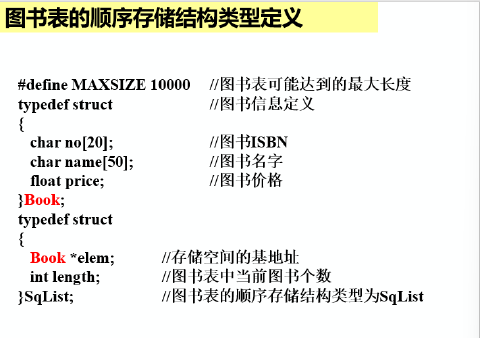 图书表的顺序存储结构类型定义
#define MAXSIZE 10000 //图书表可能达到的最大长度
typedef struct //图书信息定义
{
char no[20]; //图书ISBN
char name[50]; //图书名字
float price; //图书价格
}Book;
typedef struct
{
Book *elem; //存储空间的基地址
int length; //图书表中当前图书个数
}SqList; //图书表的顺序存储结构类型为SqList